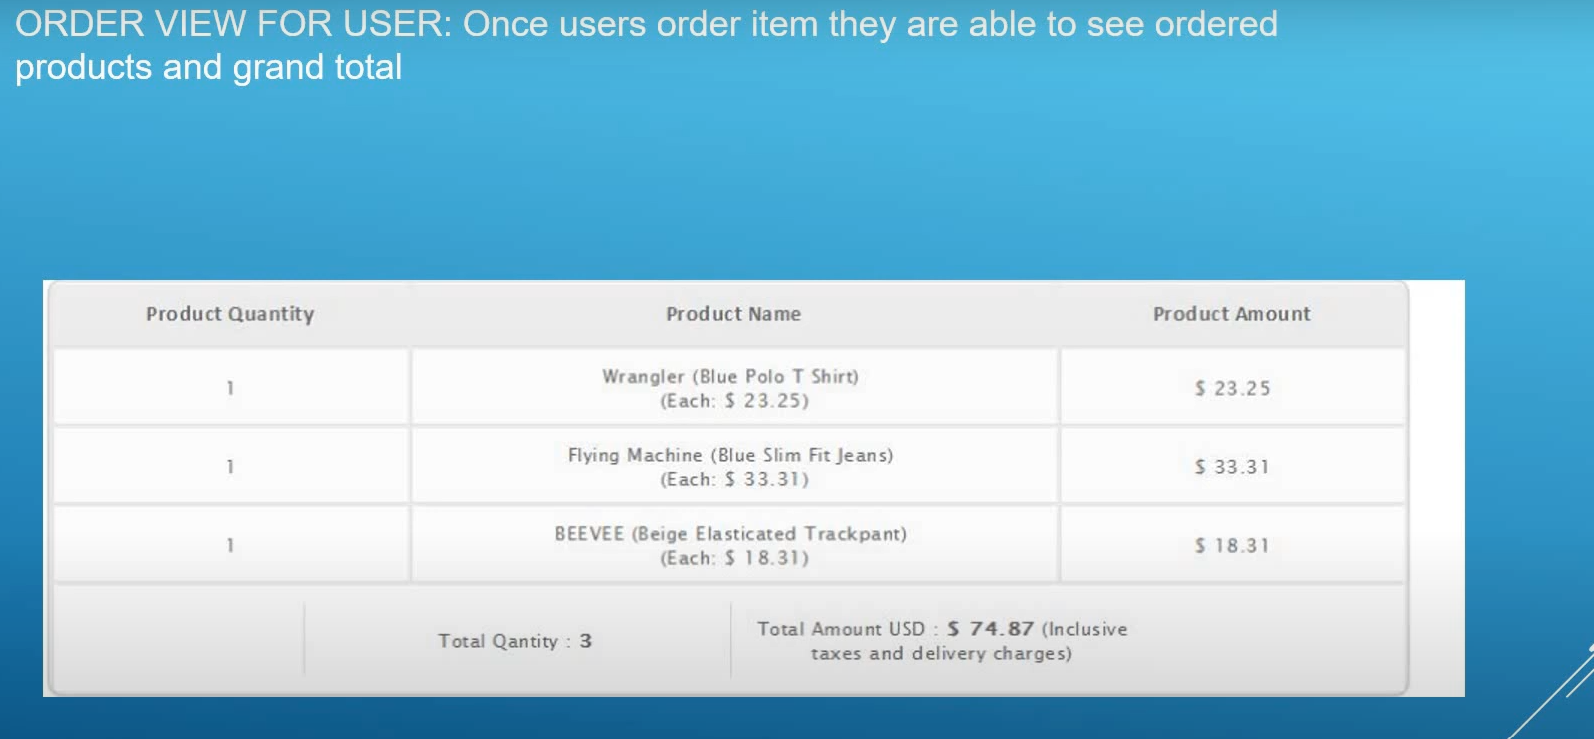 ORDER VIEW FOR USER: Once users order item they are able to see ordered
products and grand total
Product Quantity Product Name Product Amount
1 Wrangler (Blue Polo T Shirt) $ 23.25
(Each: $ 23.25)
1 Flying Machine (Blue Slim Fit Jeans) $ 33.31
(Each: $ 33.31)
1 BEEVEE (Beige Elasticated Trackpant) $ 18.31
(Each: $ 18.31)
Total Qantity : 3 Total Amount USD : $ 74.87 (Inclusive
taxes and delivery charges)